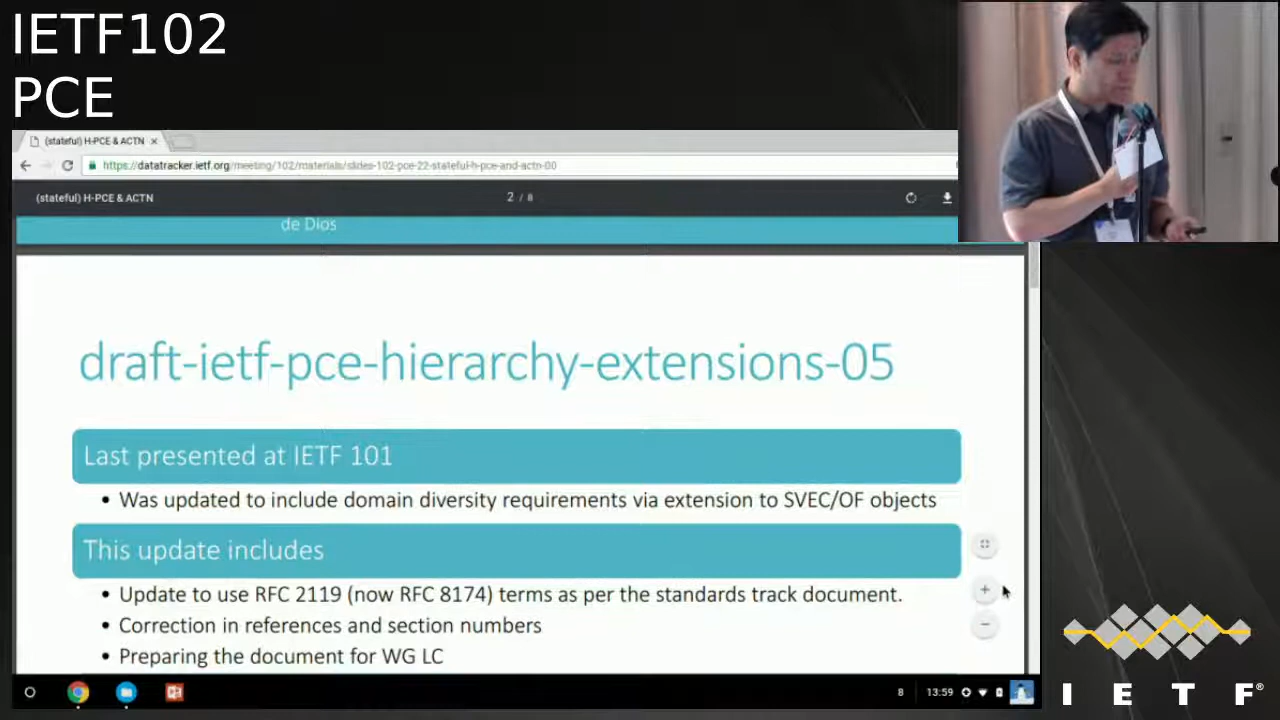 IETF102
PCE
(stateful) H-PCE & ACTN
https://datatracker.ietf.org/meeting/102/materials/slides-102-pce-22-stateful-h-pce-and-actn-00
(stateful) H-PCE & ACTN
2 / 8
de Dios
draft-ietf-pce-hierarchy-extensions-05
Last presented at IETF 101
• Was updated to include domain diversity requirements via extension to SVEC/OF objects
This update includes
• Update to use RFC 2119 (now RFC 8174) terms as per the standards track document.
• Correction in references and section numbers
• Preparing the document for WG LC
8
13:59
I E T F®